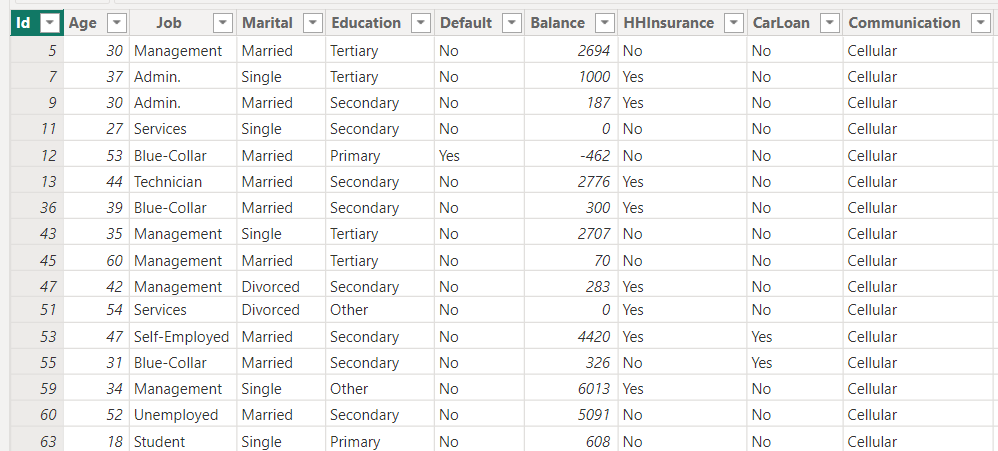 Id Age Job Marital Education Default Balance HHInsurance CarLoan Communication
5 30 Management Married Tertiary No 2694 No No Cellular
7 37 Admin. Single Tertiary No 1000 Yes No Cellular
9 30 Admin. Married Secondary No 187 Yes No Cellular
11 27 Services Single Secondary No 0 No No Cellular
12 53 Blue-Collar Married Primary Yes -462 No No Cellular
13 44 Technician Married Secondary No 2776 Yes No Cellular
36 39 Blue-Collar Married Secondary No 300 Yes No Cellular
43 35 Management Single Tertiary No 2707 No No Cellular
45 60 Management Married Tertiary No 70 No No Cellular
47 42 Management Divorced Secondary No 283 Yes No Cellular
51 54 Services Divorced Other No 0 Yes No Cellular
53 47 Self-Employed Married Secondary No 4420 Yes Yes Cellular
55 31 Blue-Collar Married Secondary No 326 No Yes Cellular
59 34 Management Single Other No 6013 Yes No Cellular
60 52 Unemployed Married Secondary No 5091 No No Cellular
63 18 Student Single Primary No 608 No No Cellular